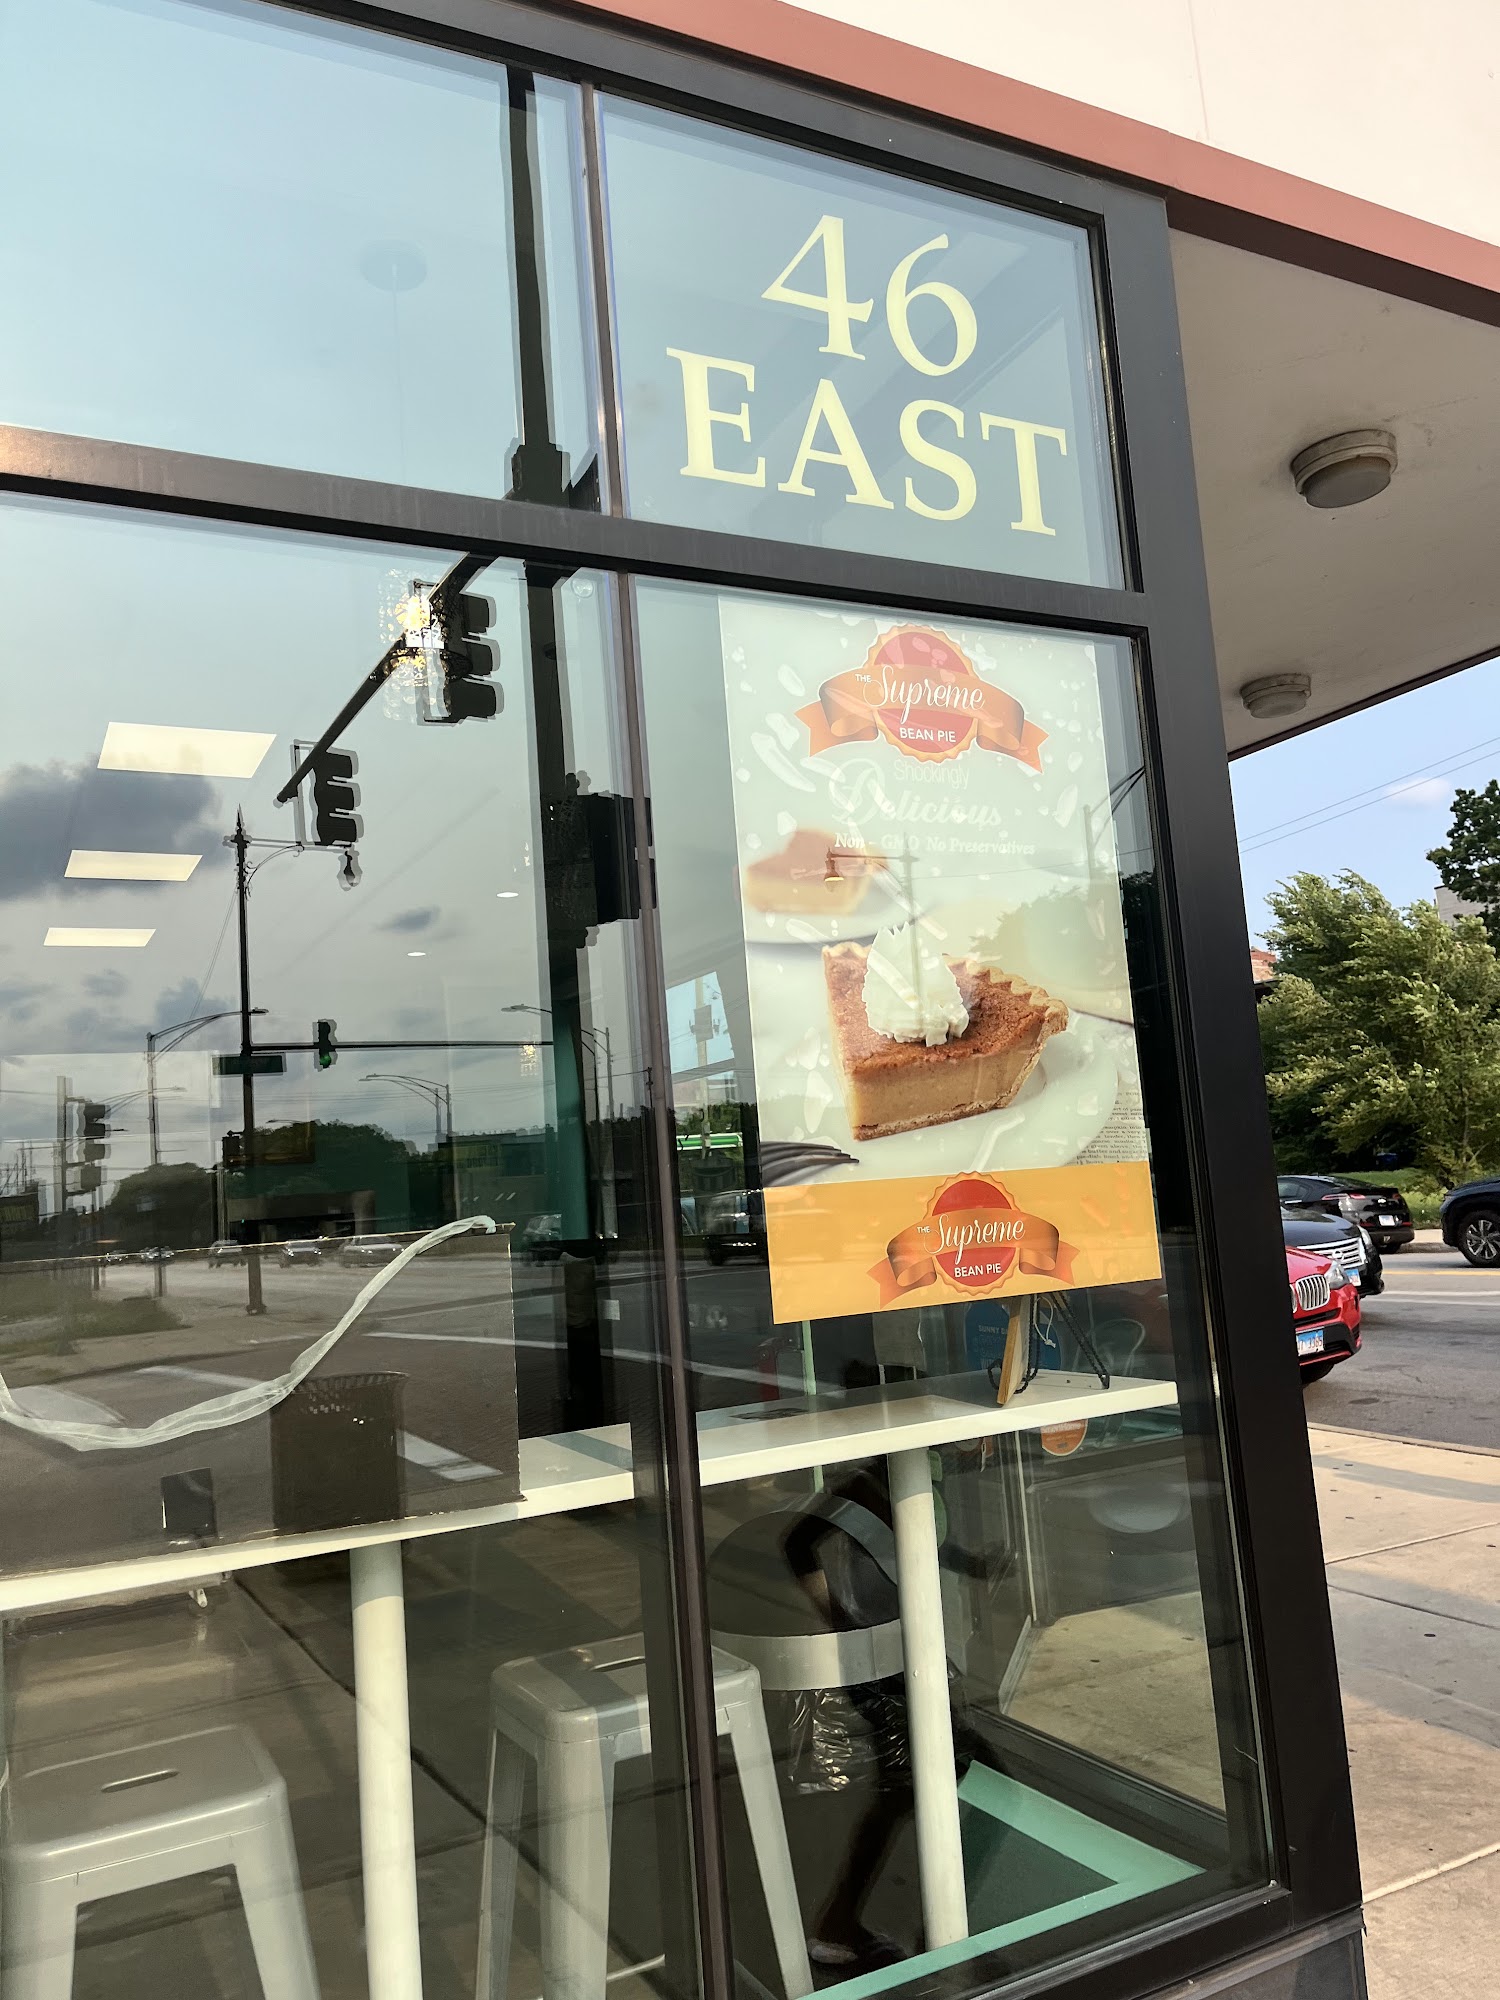 46
EAST
THE Supreme
BEAN PIE
Shockingly
Delicious
Non - GMO No Preservatives
THE Supreme
BEAN PIE